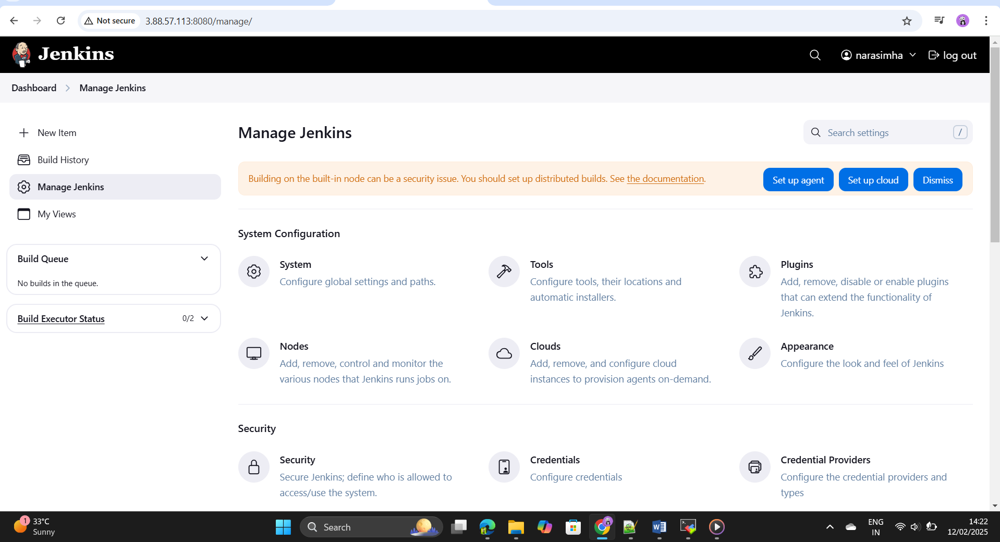 Not secure 3.88.57.113:8080/manage/
Jenkins
narasimha
log out
Dashboard > Manage Jenkins
New Item
Build History
Manage Jenkins
My Views
Build Queue
No builds in the queue.
Build Executor Status 0/2
Manage Jenkins
Search settings /
Building on the built-in node can be a security issue. You should set up distributed builds. See the documentation.
Set up agent
Set up cloud
Dismiss
System Configuration
System
Configure global settings and paths.
Tools
Configure tools, their locations and
automatic installers.
Plugins
Add, remove, disable or enable plugins
that can extend the functionality of
Jenkins.
Nodes
Add, remove, control and monitor the
various nodes that Jenkins runs jobs on.
Clouds
Add, remove, and configure cloud
instances to provision agents on-demand.
Appearance
Configure the look and feel of Jenkins
Security
Security
Secure Jenkins; define who is allowed to
access/use the system.
Credentials
Configure credentials
Credential Providers
Configure the credential providers and
types
1
33°C
Sunny
Search
ENG
IN
14:22
12/02/2025